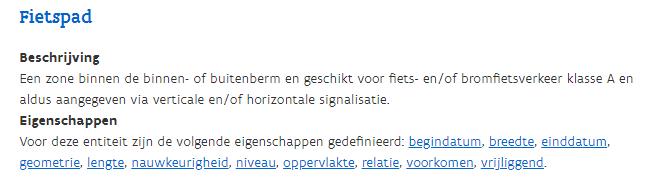 Fietspad
Beschrijving
Een zone binnen de binnen- of buitenberm en geschikt voor fiets- en/of bromfietsverkeer klasse A en
aldus aangegeven via verticale en/of horizontale signalisatie.
Eigenschappen
Voor deze entiteit zijn de volgende eigenschappen gedefinieerd: begindatum, breedte, einddatum,
geometrie, lengte, nauwkeurigheid, niveau, oppervlakte, relatie, voorkomen, vrijliggend.